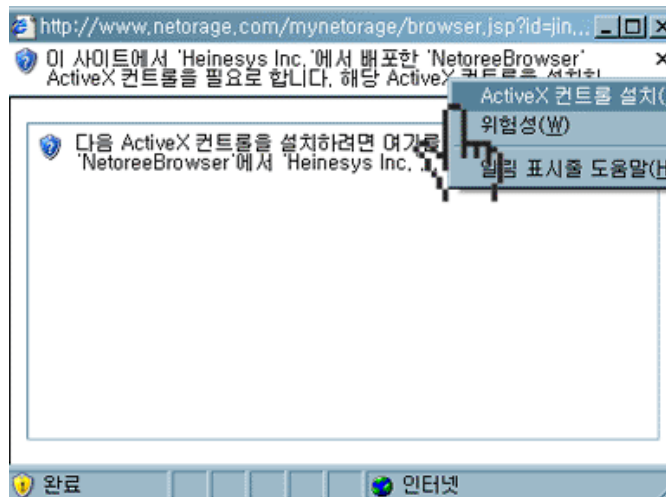 http://www.netorage.com/mynetorage/browser.jsp?id=jin...
이 사이트에서 'Heinesys Inc.'에서 배포한 'NetoreeBrowser'
ActiveX 컨트롤을 필요로 합니다. 해당 ActiveX
ActiveX 컨트롤 설치(
위험성(W)
알림 표시줄 도움말(H
다음 ActiveX 컨트롤을 설치하려면 여기를
'NetoreeBrowser'에서 'Heinesys Inc.
완료
인터넷